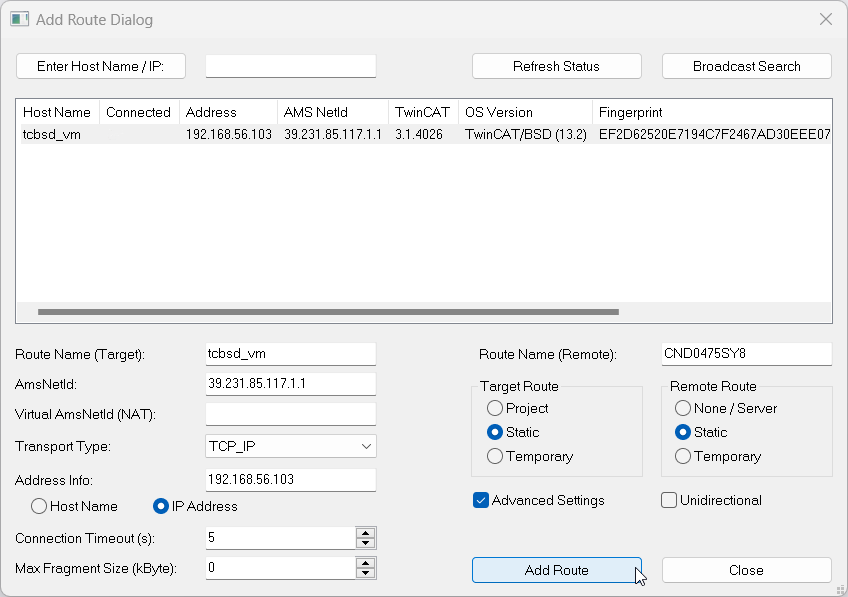 Add Route Dialog
Enter Host Name / IP:
Refresh Status
Broadcast Search
Host Name Connected Address AMS NetId TwinCAT OS Version Fingerprint
tcbsd_vm 192.168.56.103 39.231.85.117.1.1 3.1.4026 TwinCAT/BSD (13.2) EF2D62520E7194C7F2467AD30EEE07
Route Name (Target): tcbsd_vm
AmsNetId: 39.231.85.117.1.1
Virtual AmsNetId (NAT):
Transport Type: TCP_IP
Address Info: 192.168.56.103
Host Name IP Address
Connection Timeout (s): 5
Max Fragment Size (kByte): 0
Route Name (Remote): CND0475SY8
Target Route
Project
Static
Temporary
Remote Route
None / Server
Static
Temporary
Advanced Settings
Unidirectional
Add Route
Close